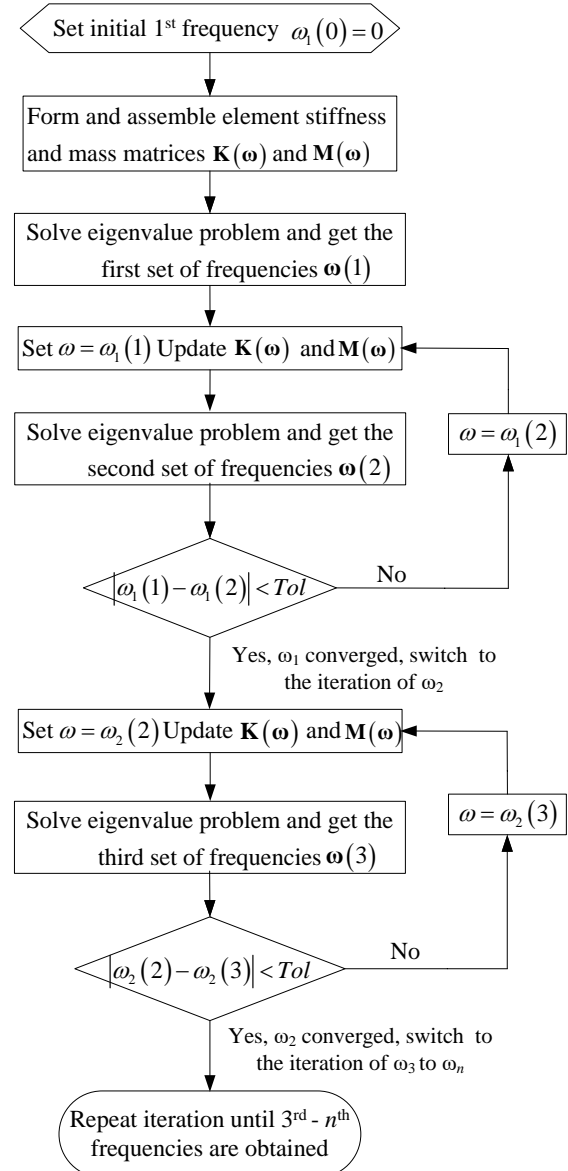 Set initial 1st frequency ω₁(0)=0
Form and assemble element stiffness
and mass matrices K(ω) and M(ω)
Solve eigenvalue problem and get the
first set of frequencies ω(1)
Set ω=ω₁(1) Update K(ω) and M(ω)
Solve eigenvalue problem and get the
second set of frequencies ω(2)
ω=ω₁(2)
|ω₁(1)−ω₁(2)|<Tol
No
Yes, ω₁ converged, switch to
the iteration of ω₂
Set ω=ω₂(2) Update K(ω) and M(ω)
Solve eigenvalue problem and get the
third set of frequencies ω(3)
ω=ω₂(3)
|ω₂(2)−ω₂(3)|<Tol
No
Yes, ω₂ converged, switch to
the iteration of ω₃ to ωₙ
Repeat iteration until 3rd - nth
frequencies are obtained